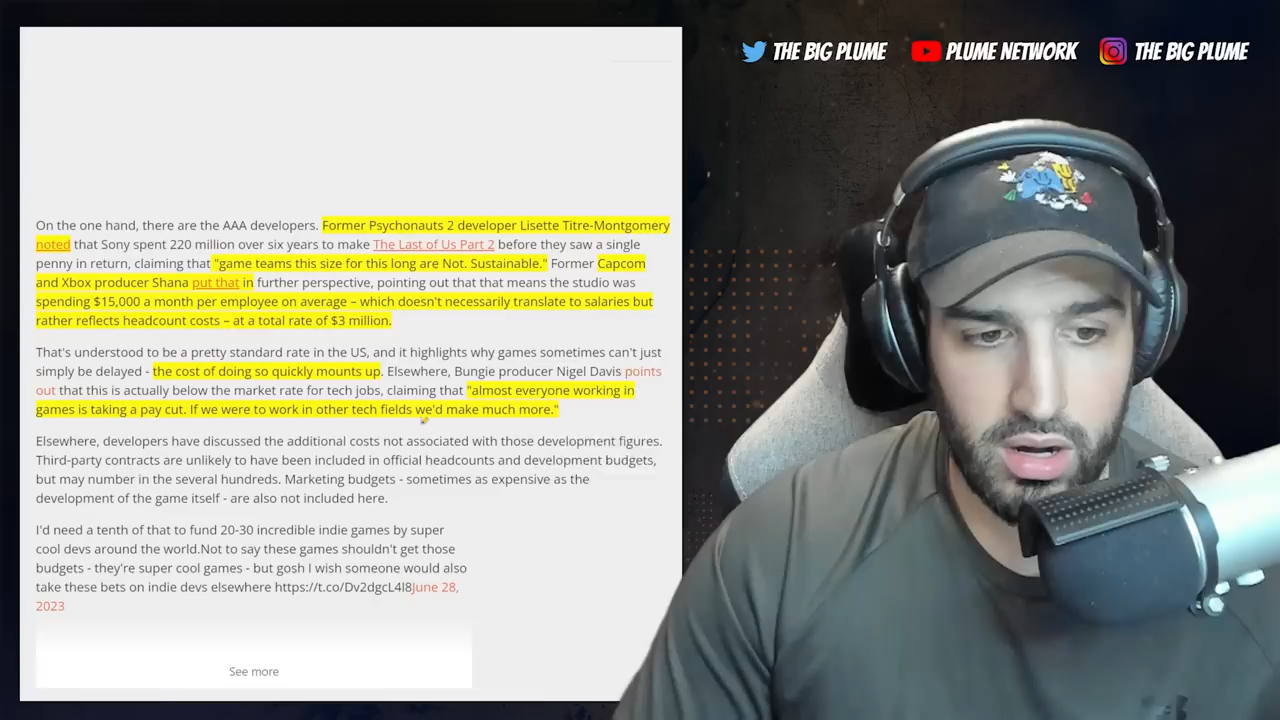 THE BIG PLUME
PLUME NETWORK
THE BIG PLUME
On the one hand, there are the AAA developers. Former Psychonauts 2 developer Lisette Titre-Montgomery
noted that Sony spent 220 million over six years to make The Last of Us Part 2 before they saw a single
penny in return, claiming that "game teams this size for this long are Not. Sustainable." Former Capcom
and Xbox producer Shana put that in further perspective, pointing out that that means the studio was
spending $15,000 a month per employee on average – which doesn't necessarily translate to salaries but
rather reflects headcount costs – at a total rate of $3 million.
That's understood to be a pretty standard rate in the US, and it highlights why games sometimes can't just
simply be delayed - the cost of doing so quickly mounts up. Elsewhere, Bungie producer Nigel Davis points
out that this is actually below the market rate for tech jobs, claiming that "almost everyone working in
games is taking a pay cut. If we were to work in other tech fields we'd make much more."
Elsewhere, developers have discussed the additional costs not associated with those development figures.
Third-party contracts are unlikely to have been included in official headcounts and development budgets,
but may number in the several hundreds. Marketing budgets - sometimes as expensive as the
development of the game itself - are also not included here.
I'd need a tenth of that to fund 20-30 incredible indie games by super
cool devs around the world.Not to say these games shouldn't get those
budgets - they're super cool games - but gosh I wish someone would also
take these bets on indie devs elsewhere https://t.co/Dv2dgcL4l8June 28,
2023
See more